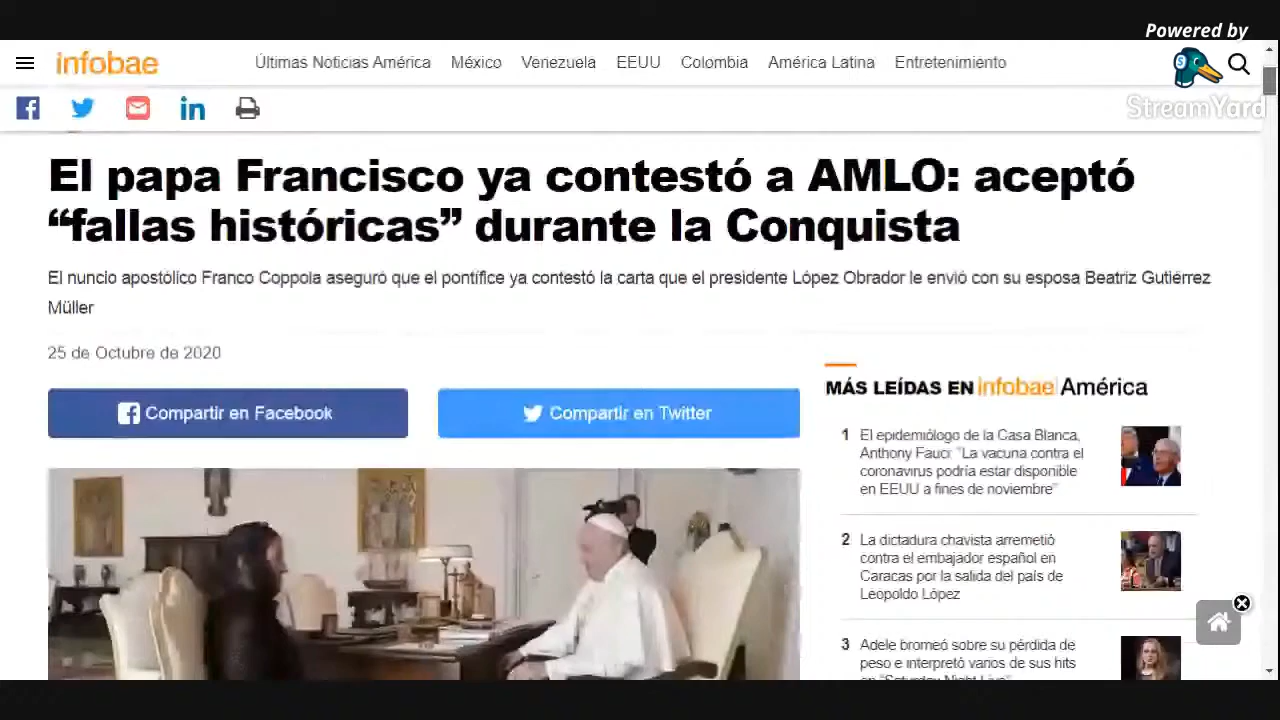 Powered by
infobae
Últimas Noticias América México Venezuela EEUU Colombia América Latina Entretenimiento
S
StreamYard
El papa Francisco ya contestó a AMLO: aceptó
“fallas históricas” durante la Conquista
El nuncio apostólico Franco Coppola aseguró que el pontífice ya contestó la carta que el presidente López Obrador le envió con su esposa Beatriz Gutiérrez
Müller
25 de Octubre de 2020
Compartir en Facebook
Compartir en Twitter
MÁS LEÍDAS EN infobae América
1 El epidemiólogo de la Casa Blanca,
Anthony Fauci: “La vacuna contra el
coronavirus podría estar disponible
en EEUU a fines de noviembre”
2 La dictadura chavista arremetió
contra el embajador español en
Caracas por la salida del país de
Leopoldo López
3 Adele bromeó sobre su pérdida de
peso e interpretó varios de sus hits
en “Saturday Night Live”